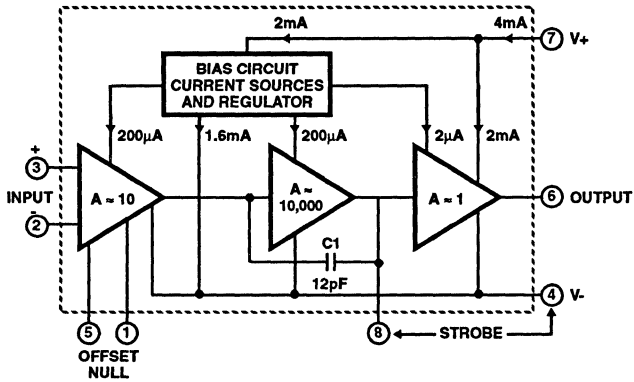 2mA
4mA
7
V+
BIAS CIRCUIT
CURRENT SOURCES
AND REGULATOR
200µA
1.6mA
200µA
2µA
2mA
+
3
INPUT
-
2
A ≈ 10
A ≈
10,000
A ≈ 1
6
OUTPUT
C1
12pF
4
V-
5
1
8
STROBE
OFFSET
NULL